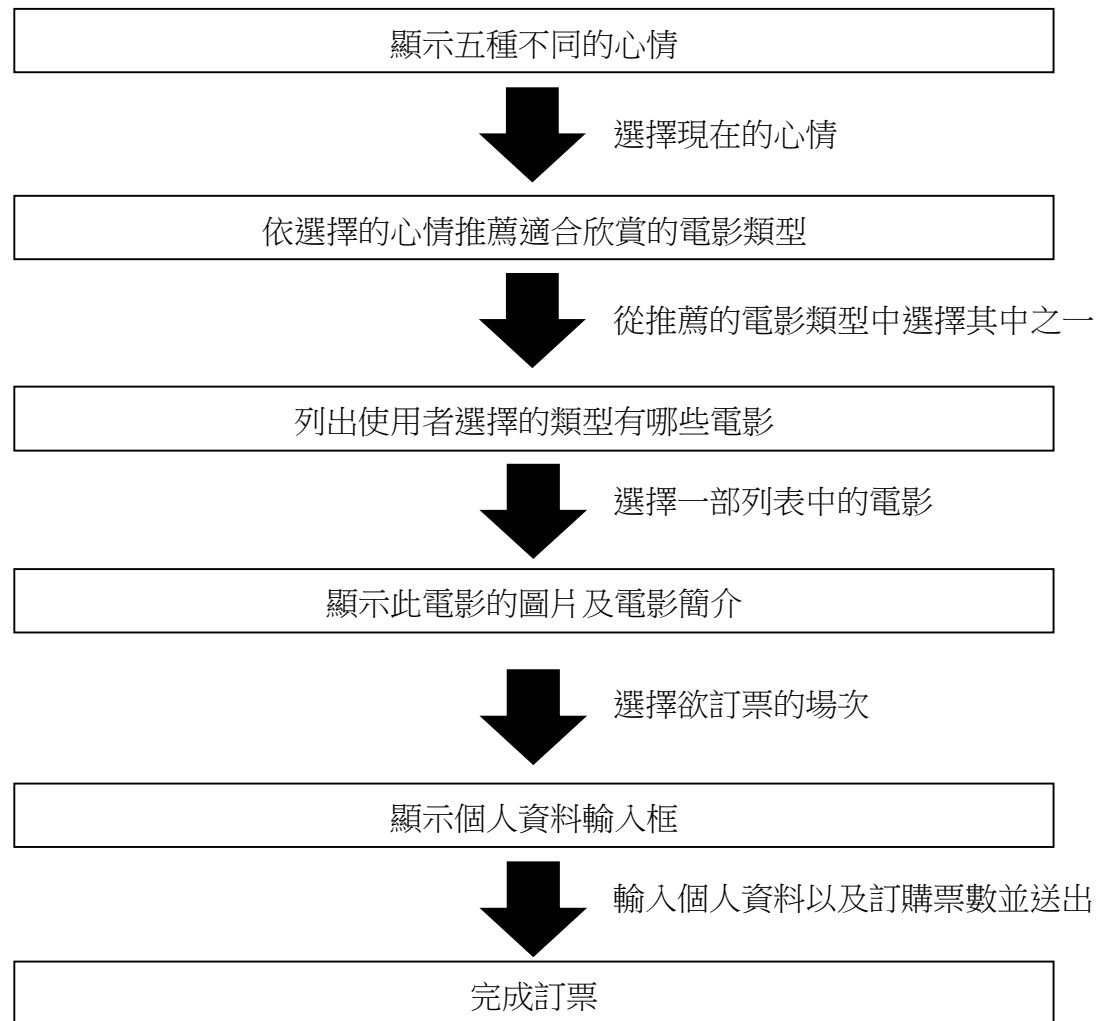 顯示五種不同的心情
選擇現在的心情
依選擇的心情推薦適合欣賞的電影類型
從推薦的電影類型中選擇其中之一
列出使用者選擇的類型有哪些電影
選擇一部列表中的電影
顯示此電影的圖片及電影簡介
選擇欲訂票的場次
顯示個人資料輸入框
輸入個人資料以及訂購票數並送出
完成訂票